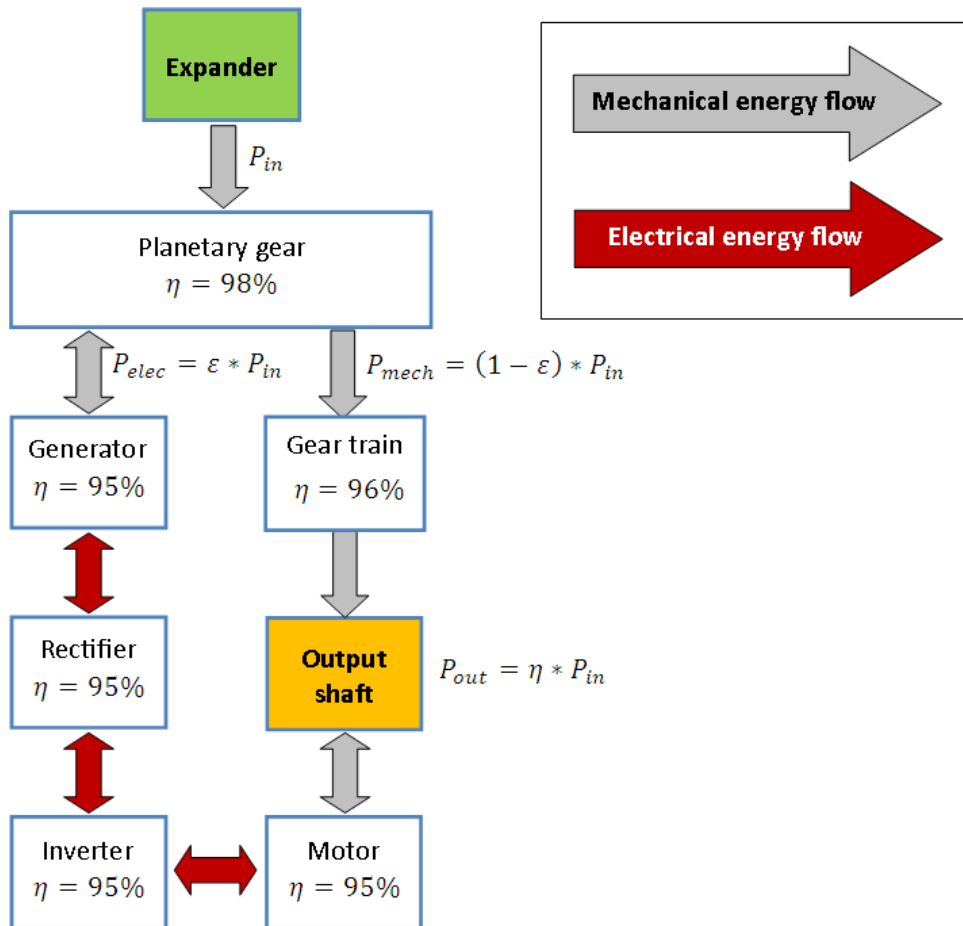 Expander
Mechanical energy flow
P_in
Planetary gear
η = 98%
Electrical energy flow
P_elec = ε * P_in
P_mech = (1 − ε) * P_in
Generator
η = 95%
Gear train
η = 96%
Rectifier
η = 95%
Output
shaft
P_out = η * P_in
Inverter
η = 95%
Motor
η = 95%